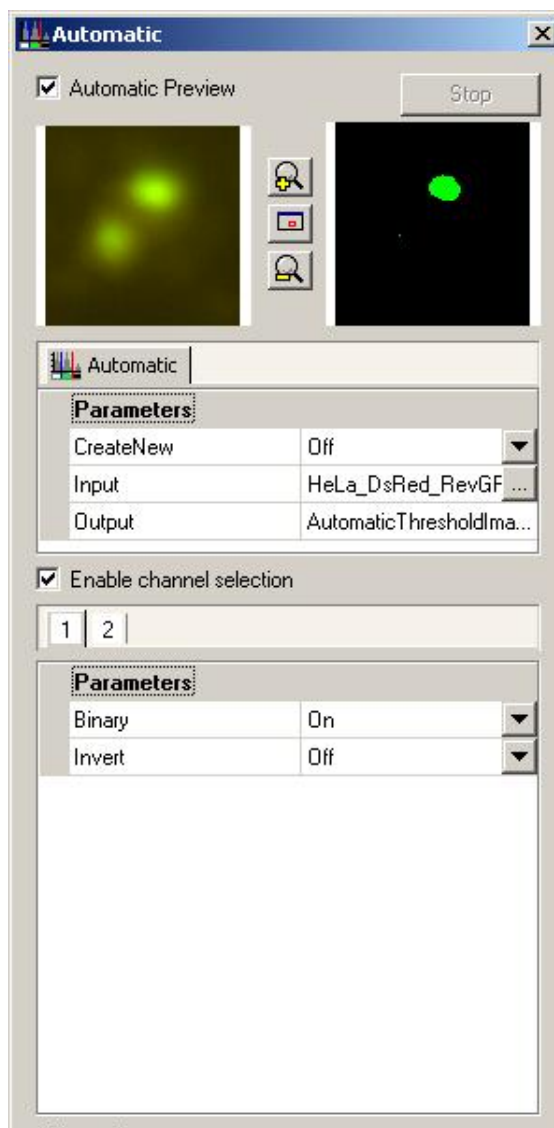 Automatic
Automatic Preview
Stop
Automatic
Parameters
CreateNew Off
Input HeLa_DsRed_RevGF ...
Output AutomaticThresholdIma...
Enable channel selection
1 2
Parameters
Binary On
Invert Off